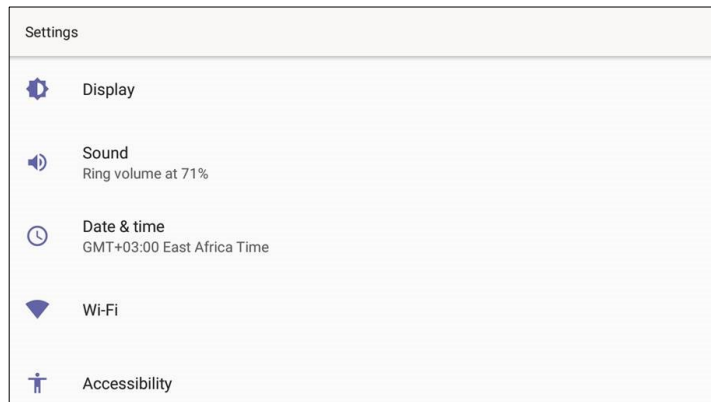 Settings
Display
Sound
Ring volume at 71%
Date & time
GMT+03:00 East Africa Time
Wi-Fi
Accessibility